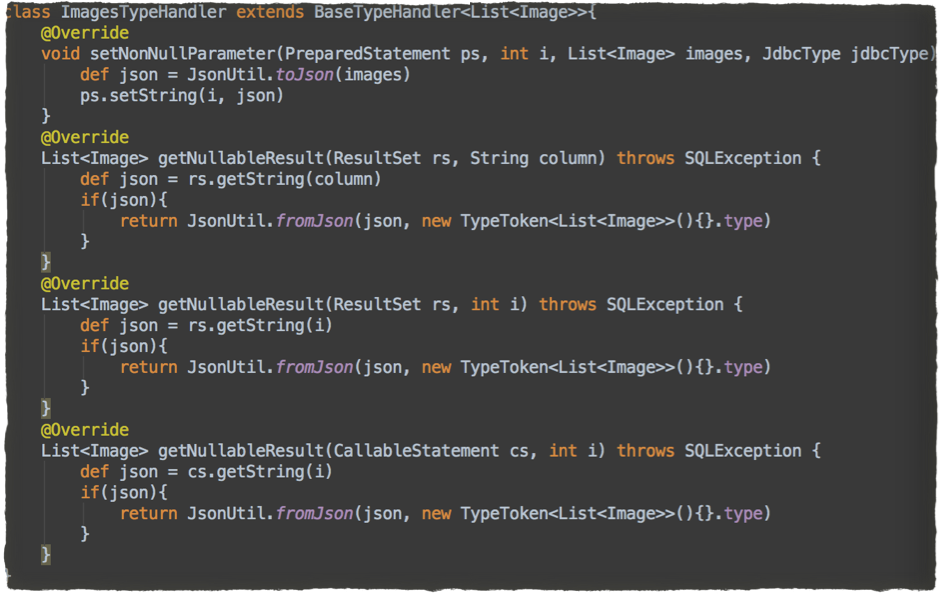 class ImagesTypeHandler extends BaseTypeHandler<List<Image>>{
@Override
void setNonNullParameter(PreparedStatement ps, int i, List<Image> images, JdbcType jdbcType)
def json = JsonUtil.toJson(images)
ps.setString(i, json)
}
@Override
List<Image> getNullableResult(ResultSet rs, String column) throws SQLException {
def json = rs.getString(column)
if(json){
return JsonUtil.fromJson(json, new TypeToken<List<Image>>(){}.type)
}
}
@Override
List<Image> getNullableResult(ResultSet rs, int i) throws SQLException {
def json = rs.getString(i)
if(json){
return JsonUtil.fromJson(json, new TypeToken<List<Image>>(){}.type)
}
}
@Override
List<Image> getNullableResult(CallableStatement cs, int i) throws SQLException {
def json = cs.getString(i)
if(json){
return JsonUtil.fromJson(json, new TypeToken<List<Image>>(){}.type)
}
}
}